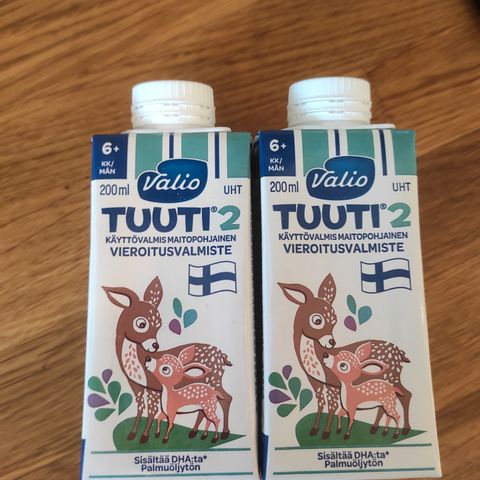 6+
KK/
MÅN
Valio
200 ml
UHT
TUUTI® 2
KÄYTTÖVALMIS MAITOPOHJAINEN
VIEROITUSVALMISTE
Sisältää DHA:ta*
Palmuöljytön
6+
KK/
MÅN
Valio
200 ml
UHT
TUUTI® 2
KÄYTTÖVALMIS MAITOPOHJAINEN
VIEROITUSVALMISTE
Sisältää DHA:ta*
Palmuöljytön